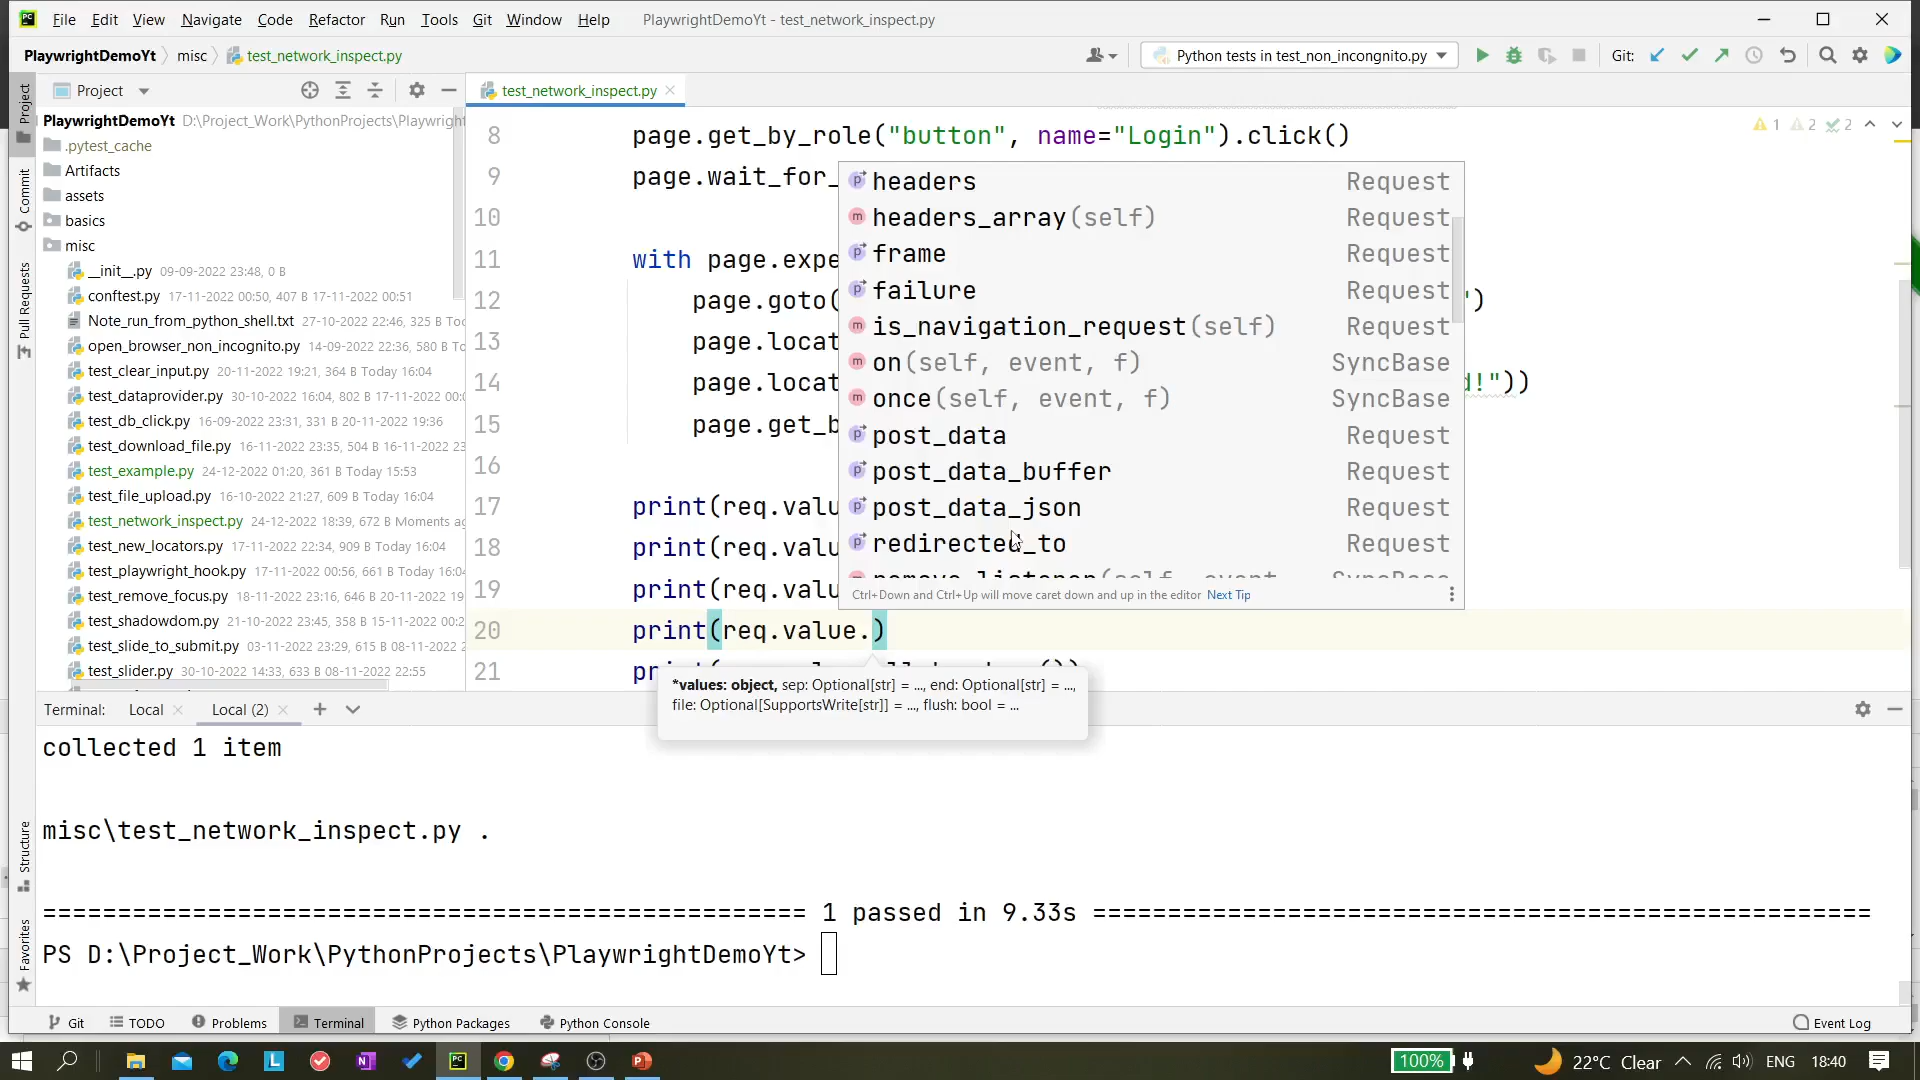 File Edit View Navigate Code Refactor Run Tools Git Window Help PlaywrightDemoYt - test_network_inspect.py
PlaywrightDemoYt misc test_network_inspect.py Python tests in test_non_incongnito.py Git:
Project test_network_inspect.py
PlaywrightDemoYt D:\Project_Work\PythonProjects\Playwright
.pytest_cache
Artifacts
assets
basics
misc
__init__.py 09-09-2022 23:48, 0 B
conftest.py 17-11-2022 00:50, 407 B 17-11-2022 00:51
Note_run_from_python_shell.txt 27-10-2022 22:46, 325 B
open_browser_non_incognito.py 14-09-2022 22:36, 580 B
test_clear_input.py 20-11-2022 19:21, 364 B Today 16:04
test_dataprovider.py 30-10-2022 16:04, 802 B 17-11-2022
test_db_click.py 16-09-2022 23:31, 331 B 20-11-2022 19:36
test_download_file.py 16-11-2022 23:35, 504 B 16-11-2022 23
test_example.py 24-12-2022 01:20, 361 B Today 15:53
test_file_upload.py 16-10-2022 21:27, 609 B Today 16:04
test_network_inspect.py 24-12-2022 18:39, 672 B Moments
test_new_locators.py 17-11-2022 22:34, 909 B Today 16:04
test_playwright_hook.py 17-11-2022 00:56, 661 B Today
test_remove_focus.py 18-11-2022 23:16, 646 B 20-11-2022 19
test_shadowdom.py 21-10-2022 23:45, 358 B 15-11-2022
test_slide_to_submit.py 03-11-2022 23:29, 615 B 08-11-2022
test_slider.py 30-10-2022 14:33, 633 B 08-11-2022 22:55
Project
Commit
Pull Requests
Structure
Favorites
1 2 2
8 page.get_by_role("button", name="Login").click()
9 page.wait_for_
10
11 with page.expe
12 page.goto( ")
13 page.locat
14 page.locat d!"))
15 page.get_b
16
17 print(req.valu
18 print(req.valu
19 print(req.valu
20 print(req.value.)
21
headers Request
headers_array(self) Request
frame Request
failure Request
is_navigation_request(self) Request
on(self, event, f) SyncBase
once(self, event, f) SyncBase
post_data Request
post_data_buffer Request
post_data_json Request
redirected_to Request
Ctrl+Down and Ctrl+Up will move caret down and up in the editor Next Tip
*values: object, sep: Optional[str] = ..., end: Optional[str] = ...,
file: Optional[SupportsWrite[str]] = ..., flush: bool = ...
Terminal: Local Local (2)
collected 1 item
misc\test_network_inspect.py .
=================================================== 1 passed in 9.33s ====================================================
PS D:\Project_Work\PythonProjects\PlaywrightDemoYt>
Git TODO Problems Terminal Python Packages Python Console Event Log
100% 22°C Clear ENG 18:40